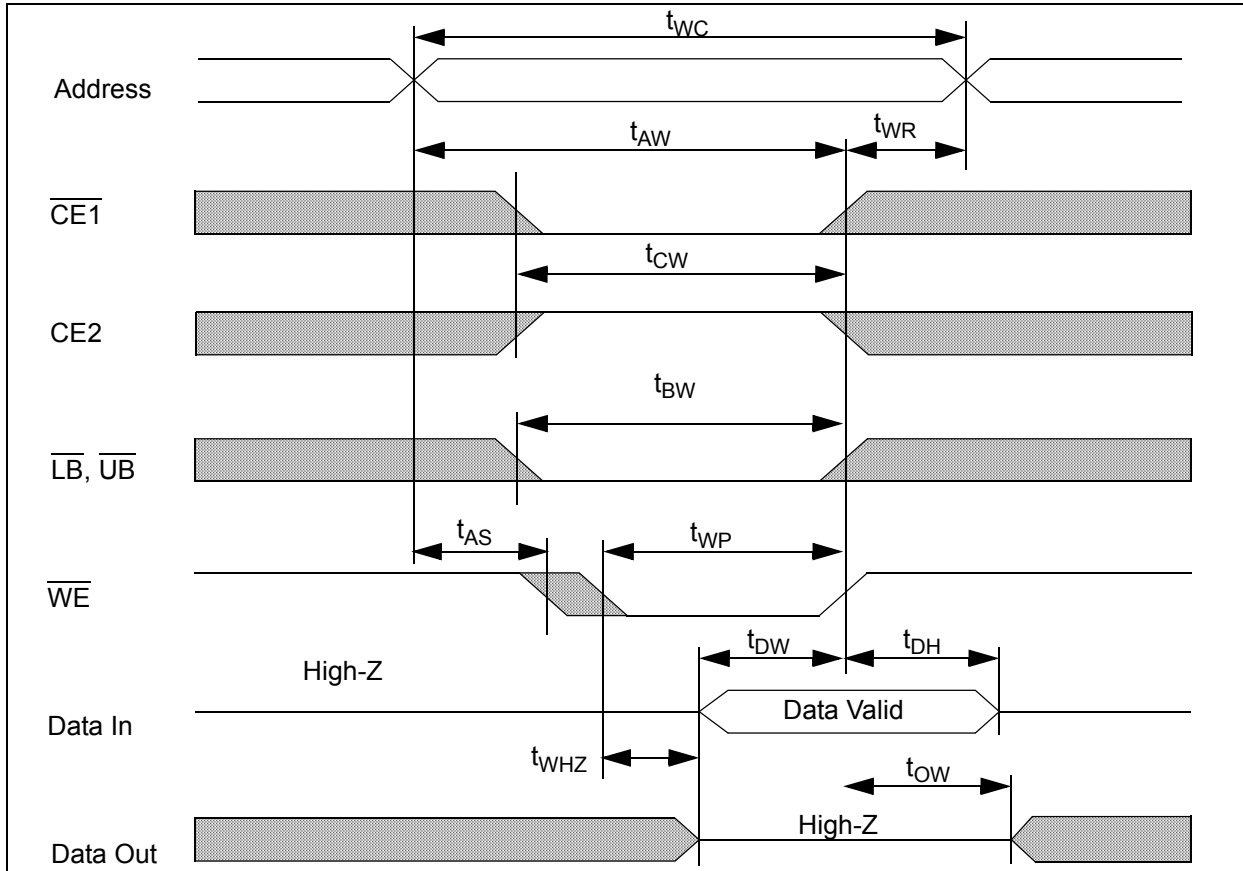 tWC
Address
tAW
tWR
CE1
tCW
CE2
tBW
LB, UB
tAS
tWP
WE
tDW
tDH
High-Z
Data In
Data Valid
tWHZ
tOW
High-Z
Data Out